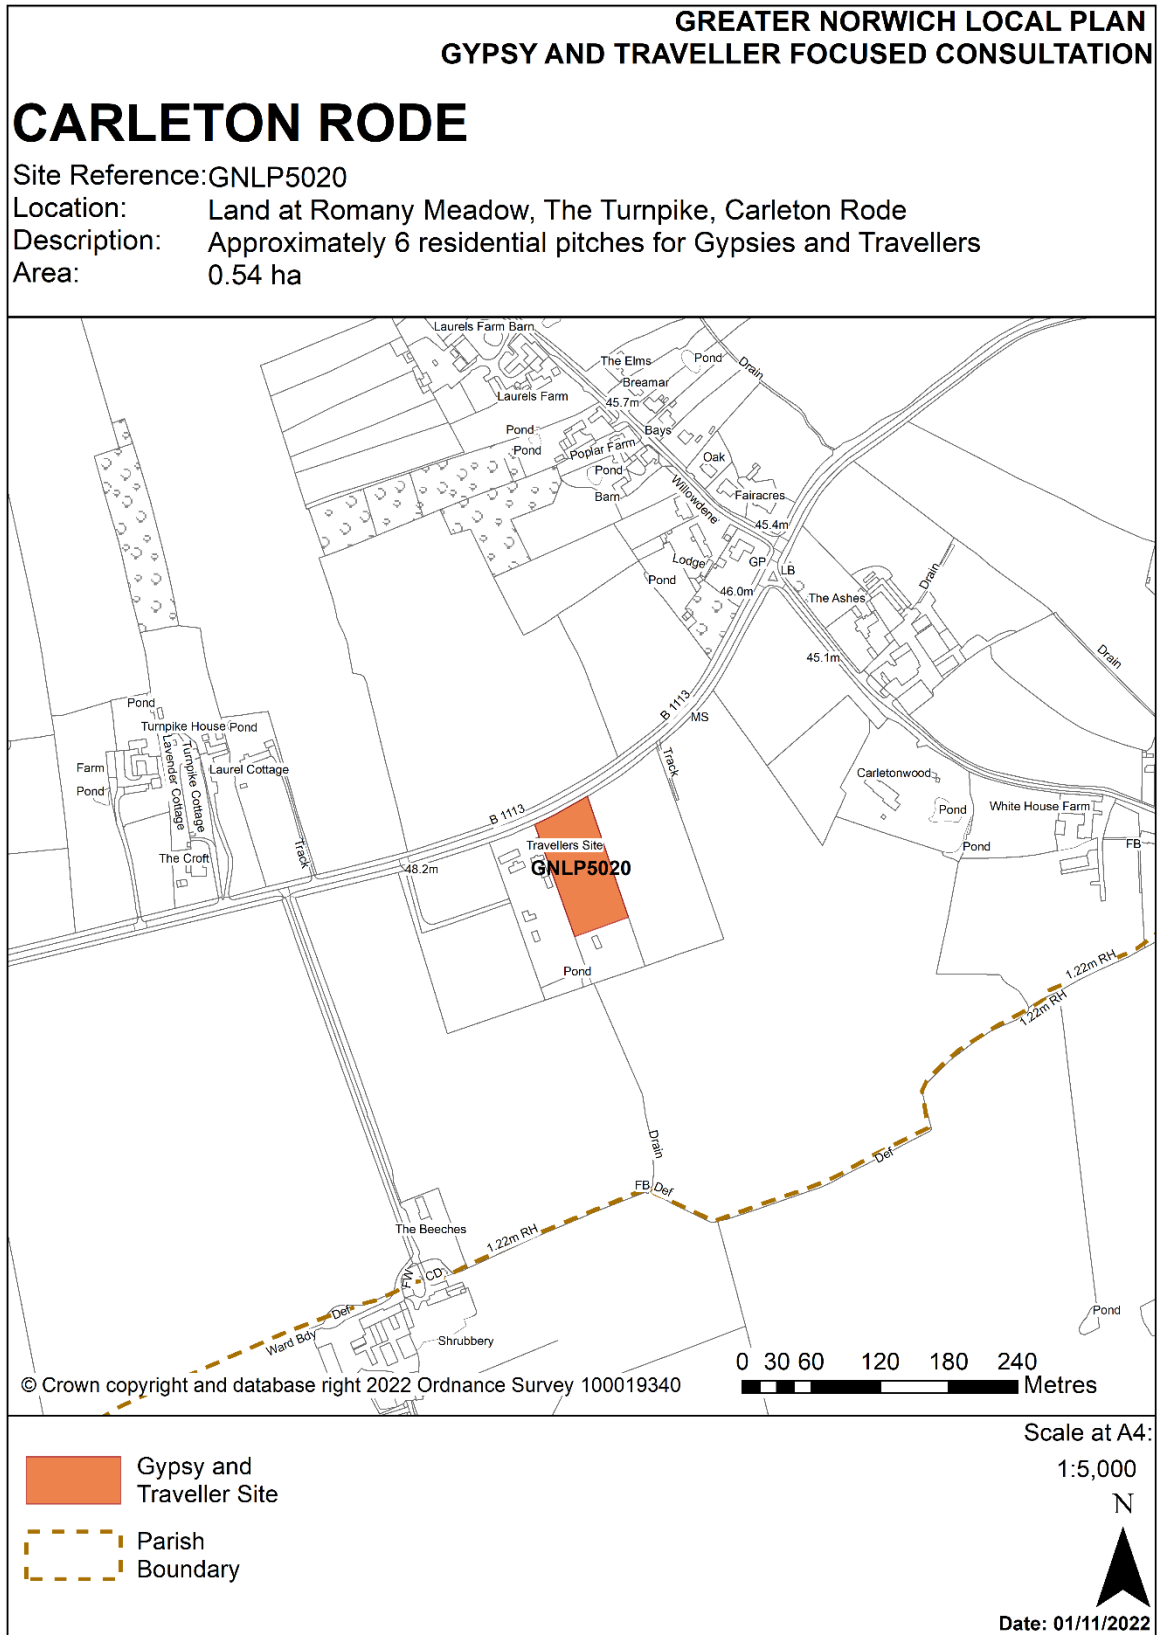 GREATER NORWICH LOCAL PLAN
GYPSY AND TRAVELLER FOCUSED CONSULTATION
CARLETON RODE
Site Reference: GNLP5020
Location: Land at Romany Meadow, The Turnpike, Carleton Rode
Description: Approximately 6 residential pitches for Gypsies and Travellers
Area: 0.54 ha
Laurels Farm Barn
The Elms
Pond
Drain
Breamar
Laurels Farm
45.7m
Pond
Bays
Pond
Poplar Farm
Oak
Pond
Barn
Willowdene
Fairacres
45.4m
Lodge
GP
LB
Pond
46.0m
The Ashes
Drain
45.1m
Drain
Pond
B 1113
MS
Turnpike House
Pond
Lavender Cottage
Turnpike Cottage
Farm
Laurel Cottage
Track
Carletonwood
Pond
B 1113
Pond
White House Farm
Travellers Site
Pond
FB
The Croft
Track
48.2m
GNLP5020
Pond
1.22m RH
1.22m RH
Drain
Def
FB
Def
The Beeches
1.22m RH
FW
CD
Def
Ward Bdy
Shrubbery
Pond
0 30 60 120 180 240
Metres
© Crown copyright and database right 2022 Ordnance Survey 100019340
Scale at A4:
1:5,000
Gypsy and
Traveller Site
N
Parish
Boundary
Date: 01/11/2022